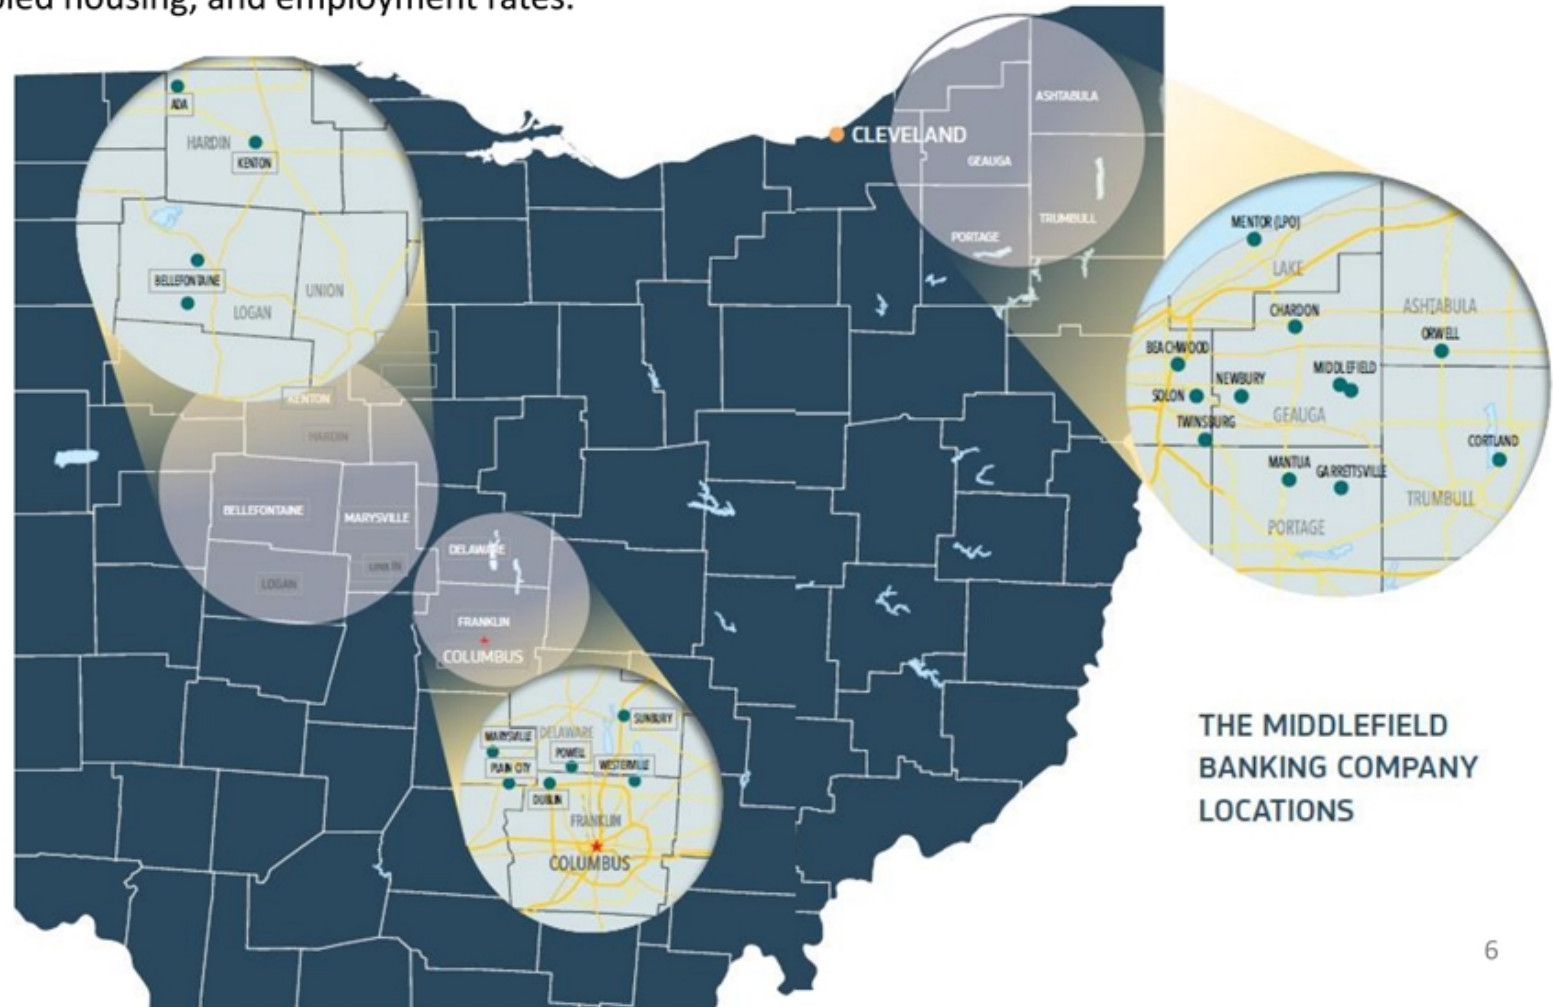 bled housing, and employment rates.
ADA
HARDIN
KENTON
BELLEFONTAINE
LOGAN
UNION
KENTON
HARDIN
BELLEFONTAINE
MARYSVILLE
LOGAN
CLEVELAND
ASHTABULA
GEAUGA
TRUMBULL
PORTAGE
MENTOR (LPO)
LAKE
CHARDON
ASHTABULA
ORWELL
BEACHWOOD
MIDDLEFIELD
NEWBURY
SOLON
GEAUGA
TWINSBURG
CORTLAND
MANTUA
GARRETTSVILLE
TRUMBULL
PORTAGE
DELAWARE
FRANKLIN
COLUMBUS
SUNBURY
MARYSVILLE
DELAWARE
POWELL
PLAIN CITY
WESTERVILLE
DUBLIN
FRANKLIN
COLUMBUS
THE MIDDLEFIELD
BANKING COMPANY
LOCATIONS
6